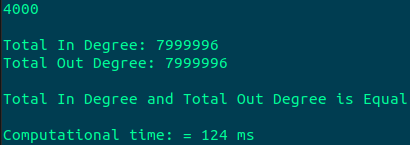 4000
Total In Degree: 7999996
Total Out Degree: 7999996
Total In Degree and Total Out Degree is Equal
Computational time: = 124 ms